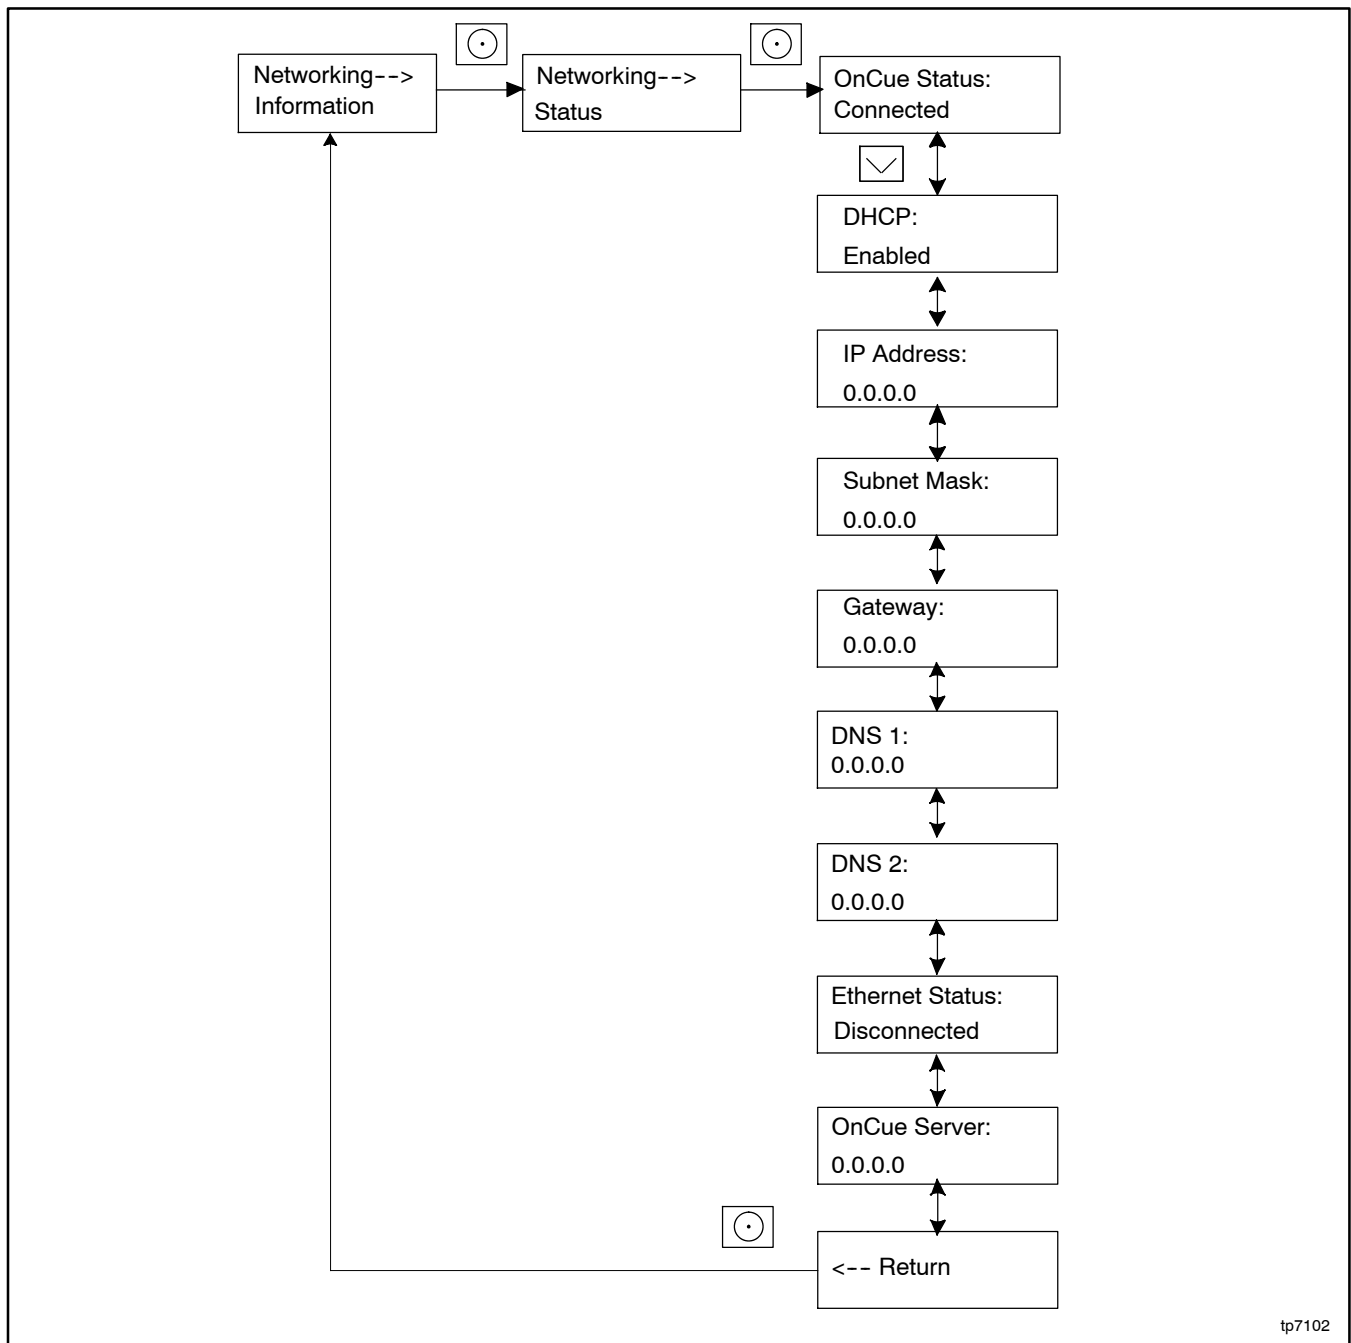 Networking-->
Information
Networking-->
Status
OnCue Status:
Connected
DHCP:
Enabled
IP Address:
0.0.0.0
Subnet Mask:
0.0.0.0
Gateway:
0.0.0.0
DNS 1:
0.0.0.0
DNS 2:
0.0.0.0
Ethernet Status:
Disconnected
OnCue Server:
0.0.0.0
<-- Return
tp7102